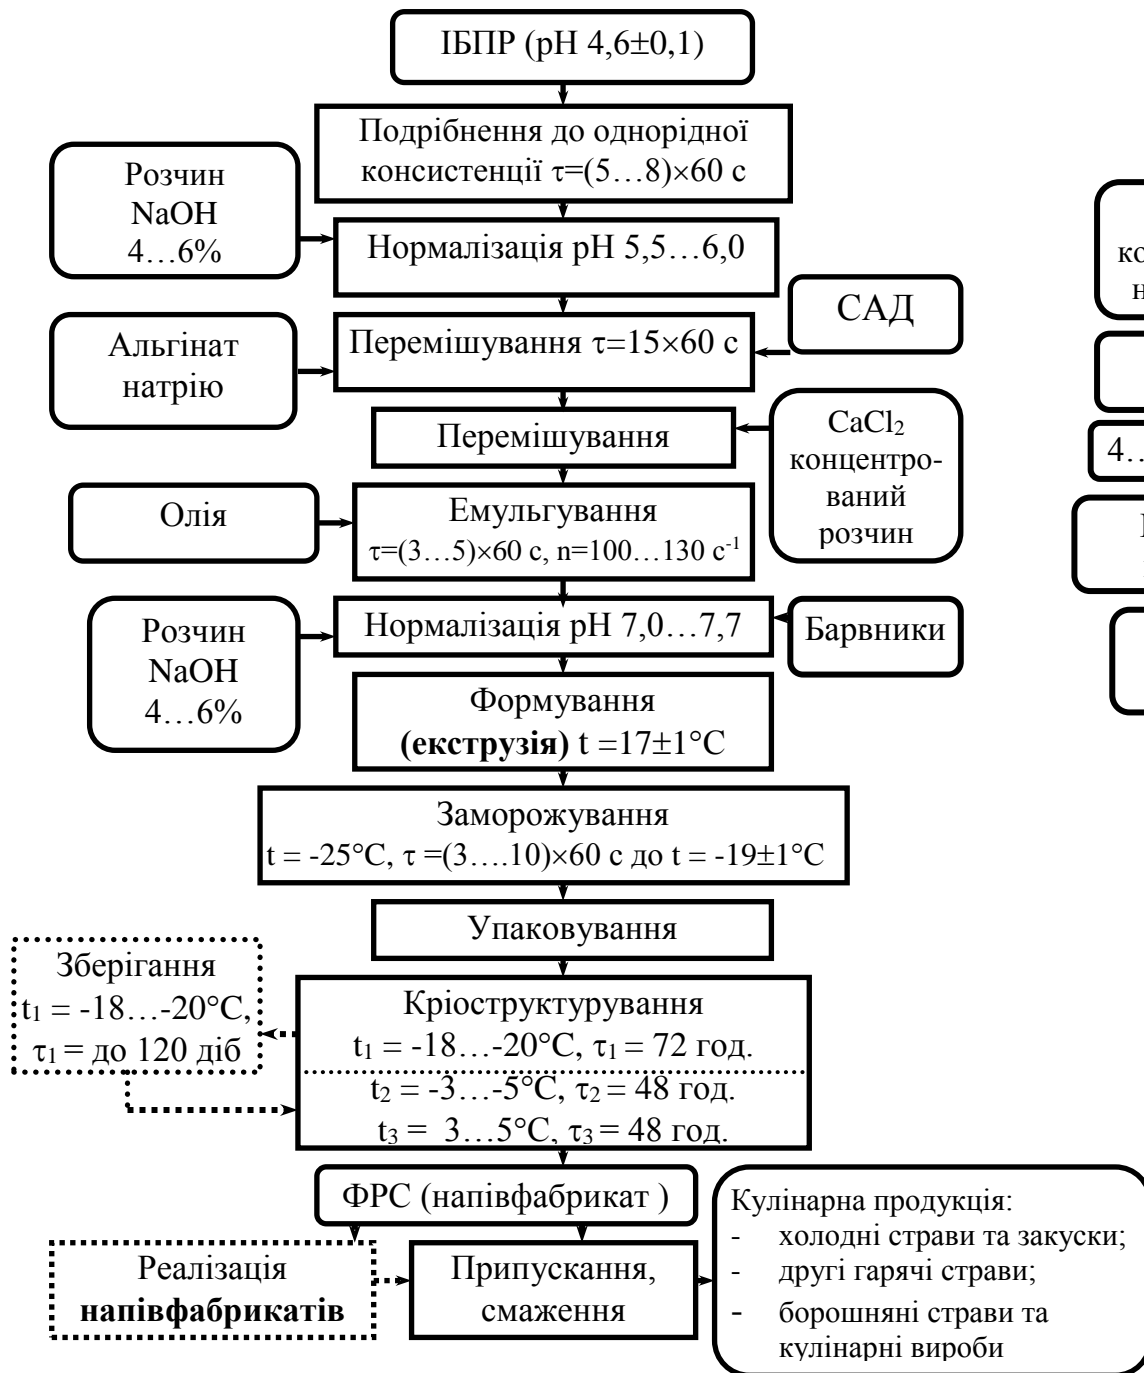 ІБПР (pH 4,6±0,1)
Подрібнення до однорідної
консистенції τ=(5…8)×60 с
Розчин
NaOH
4…6%
Нормалізація pH 5,5…6,0
САД
Альгінат
натрію
Перемішування τ=15×60 с
Перемішування
CaCl₂
концентро-
ваний
розчин
Олія
Емульгування
τ=(3…5)×60 с, n=100…130 с⁻¹
Розчин
NaOH
4…6%
Нормалізація pH 7,0…7,7
Барвники
Формування
(екструзія) t =17±1°С
Заморожування
t = -25°С, τ =(3….10)×60 с до t = -19±1°С
Упаковування
Зберігання
t₁ = -18…-20°С,
τ₁ = до 120 діб
Кріоструктурування
t₁ = -18…-20°С, τ₁ = 72 год.
t₂ = -3…-5°С, τ₂ = 48 год.
t₃ = 3…5°С, τ₃ = 48 год.
ФРС (напівфабрикат )
Реалізація
напівфабрикатів
Припускання,
смаження
Кулінарна продукція:
- холодні страви та закуски;
- другі гарячі страви;
- борошняні страви та
кулінарні вироби
ко
н
4…